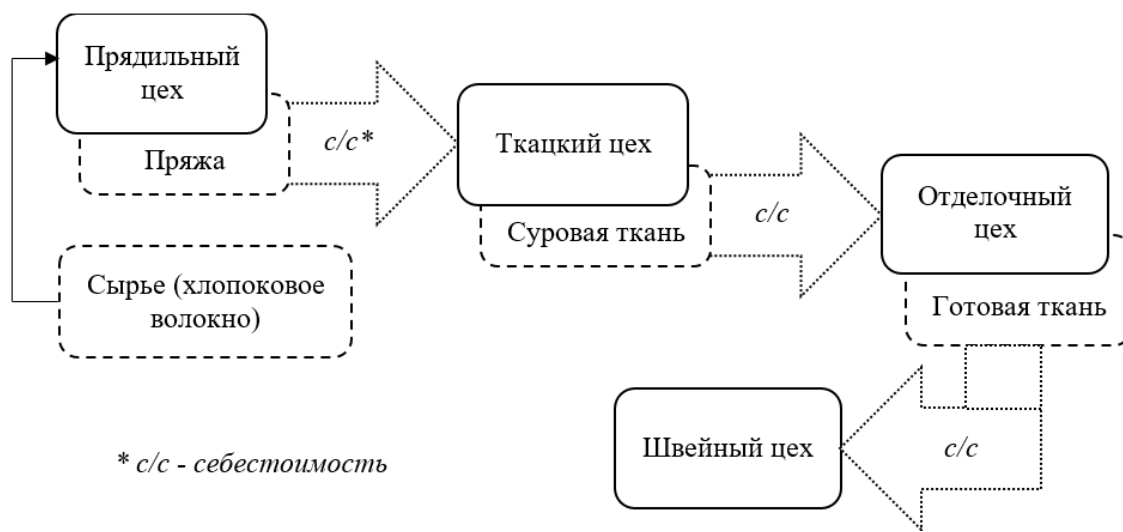 Прядильный
цех
Пряжа
с/с*
Сырье (хлопоковое
волокно)
Ткацкий цех
Суровая ткань
с/с
Отделочный
цех
Готовая ткань
с/с
Швейный цех
* с/с - себестоимость